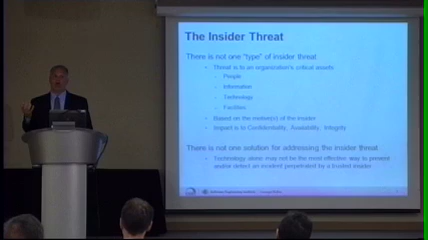 The Insider Threat
There is not one "type" of insider threat
• Threat is to an organization's critical assets
- People
- Information
- Technology
- Facilities
• Based on the motive(s) of the insider
• Impact is to Confidentiality, Availability, Integrity
There is not one solution for addressing the insider threat
• Technology alone may not be the most effective way to prevent
and/or detect an incident perpetrated by a trusted insider
Software Engineering Institute